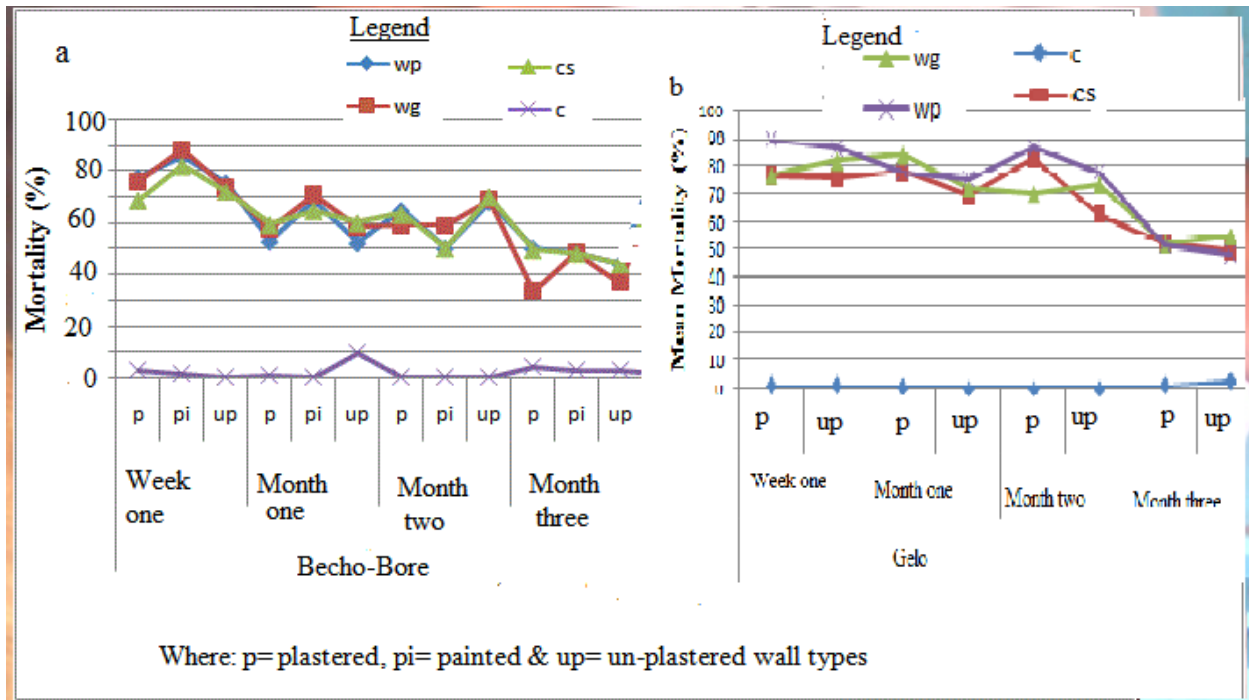 a
Legend
wp
cs
wg
c
Mortality (%)
100
80
60
40
20
0
p pi up p pi up p pi up p pi up
Week one
Month one
Month two
Month three
Becho-Bore
b
Legend
wg
c
wp
cs
Mean Mortality (%)
100
90
80
70
60
50
40
30
20
10
0
p up p up p up p up
Week one
Month one
Month two
Month three
Gelo
Where: p= plastered, pi= painted & up= un-plastered wall types